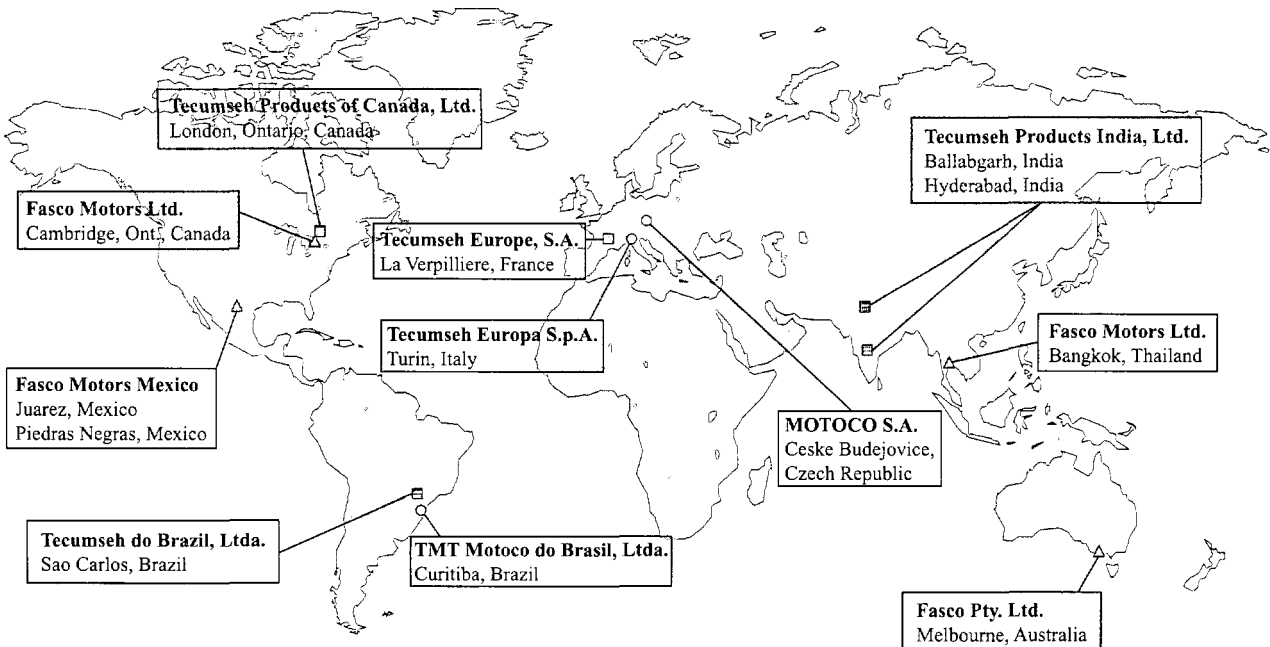 Tecumseh Products of Canada, Ltd.
London, Ontario, Canada
Tecumseh Products India, Ltd.
Ballabgarh, India
Hyderabad, India
Fasco Motors Ltd.
Cambridge, Ont., Canada
Tecumseh Europe, S.A.
La Verpilliere, France
Tecumseh Europa S.p.A.
Turin, Italy
Fasco Motors Ltd.
Bangkok, Thailand
Fasco Motors Mexico
Juarez, Mexico
Piedras Negras, Mexico
MOTOCO S.A.
Ceske Budejovice,
Czech Republic
Tecumseh do Brazil, Ltda.
Sao Carlos, Brazil
TMT Motoco do Brasil, Ltda.
Curitiba, Brazil
Fasco Pty. Ltd.
Melbourne, Australia